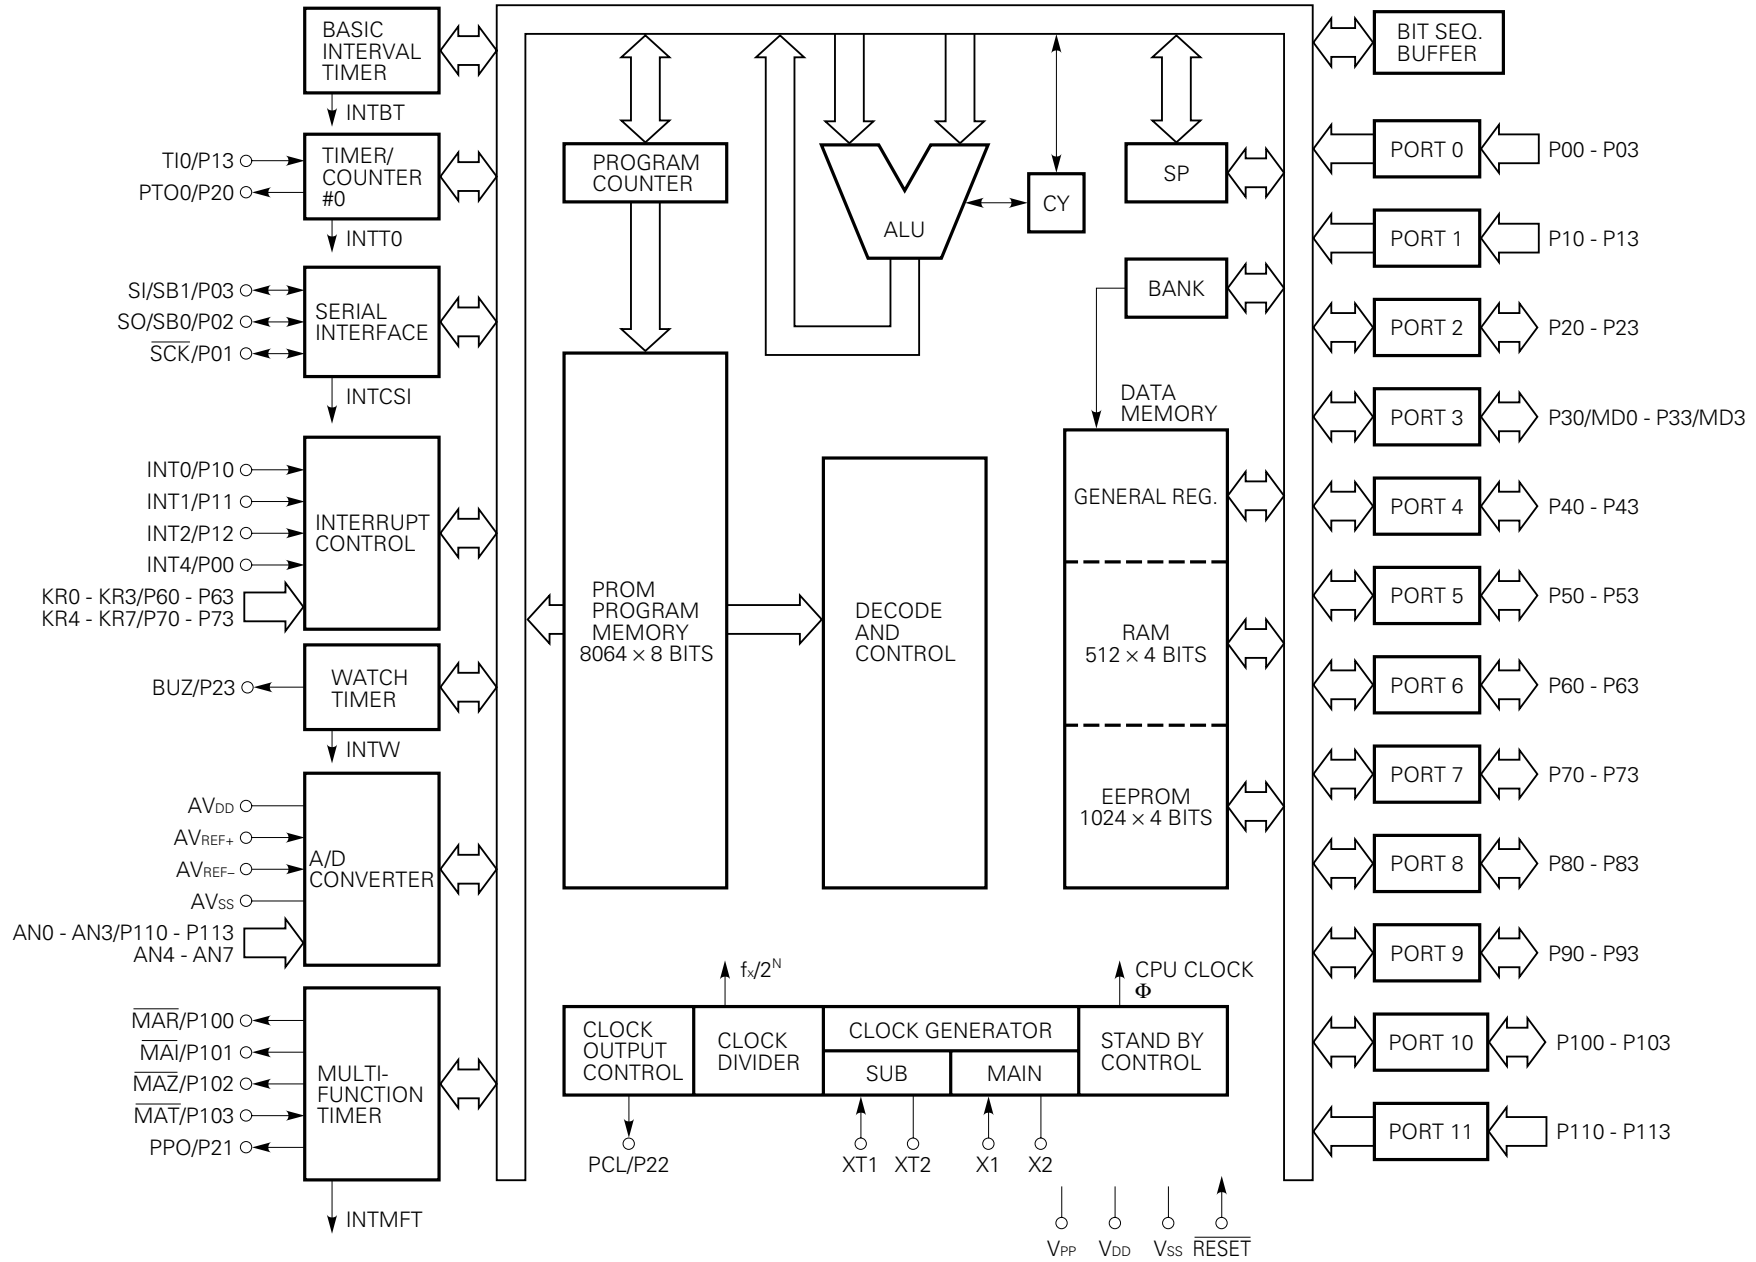 BASIC
INTERVAL
TIMER
INTBT
TI0/P13
PTO0/P20
TIMER/
COUNTER
#0
INTT0
SI/SB1/P03
SO/SB0/P02
SCK/P01
SERIAL
INTERFACE
INTCSI
INT0/P10
INT1/P11
INT2/P12
INT4/P00
KR0 - KR3/P60 - P63
KR4 - KR7/P70 - P73
INTERRUPT
CONTROL
BUZ/P23
WATCH
TIMER
INTW
AVDD
AVREF+
AVREF–
AVSS
AN0 - AN3/P110 - P113
AN4 - AN7
A/D
CONVERTER
MAR/P100
MAI/P101
MAZ/P102
MAT/P103
PPO/P21
MULTI-
FUNCTION
TIMER
INTMFT
PROGRAM
COUNTER
ALU
CY
SP
BANK
DATA
MEMORY
GENERAL REG.
RAM
512 × 4 BITS
EEPROM
1024 × 4 BITS
PROM
PROGRAM
MEMORY
8064 × 8 BITS
DECODE
AND
CONTROL
fx/2N
CPU CLOCK
Φ
CLOCK
OUTPUT
CONTROL
CLOCK
DIVIDER
CLOCK GENERATOR
SUB
MAIN
STAND BY
CONTROL
PCL/P22
XT1
XT2
X1
X2
VPP
VDD
VSS
RESET
BIT SEQ.
BUFFER
PORT 0
P00 - P03
PORT 1
P10 - P13
PORT 2
P20 - P23
PORT 3
P30/MD0 - P33/MD3
PORT 4
P40 - P43
PORT 5
P50 - P53
PORT 6
P60 - P63
PORT 7
P70 - P73
PORT 8
P80 - P83
PORT 9
P90 - P93
PORT 10
P100 - P103
PORT 11
P110 - P113